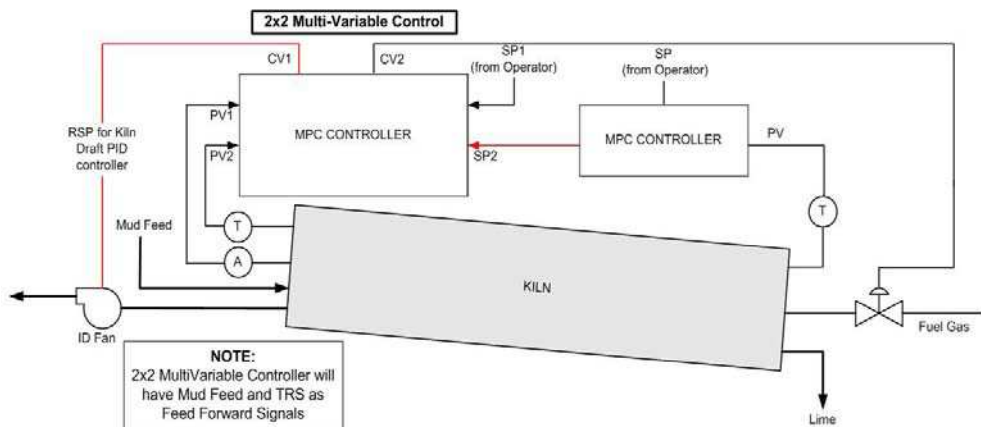 2x2 Multi-Variable Control
CV1
CV2
SP1
(from Operator)
SP
(from Operator)
PV1
MPC CONTROLLER
PV2
SP2
MPC CONTROLLER
PV
RSP for Kiln
Draft PID
controller
Mud Feed
T
A
T
KILN
ID Fan
Fuel Gas
Lime
NOTE:
2x2 MultiVariable Controller will
have Mud Feed and TRS as
Feed Forward Signals